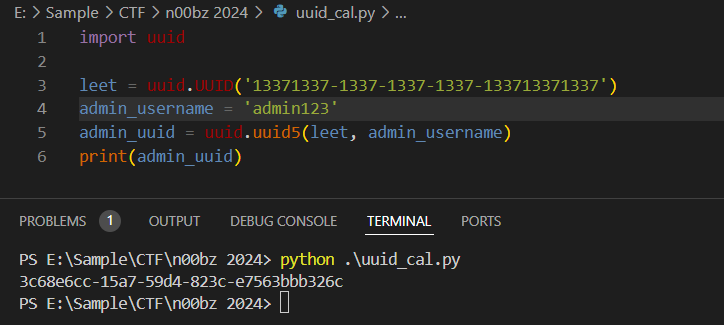 E: > Sample > CTF > n00bz 2024 > uuid_cal.py > ...
1 import uuid
2
3 leet = uuid.UUID('13371337-1337-1337-1337-133713371337')
4 admin_username = 'admin123'
5 admin_uuid = uuid.uuid5(leet, admin_username)
6 print(admin_uuid)
PROBLEMS 1 OUTPUT DEBUG CONSOLE TERMINAL PORTS
PS E:\Sample\CTF\n00bz 2024> python .\uuid_cal.py
3c68e6cc-15a7-59d4-823c-e7563bbb326c
PS E:\Sample\CTF\n00bz 2024>